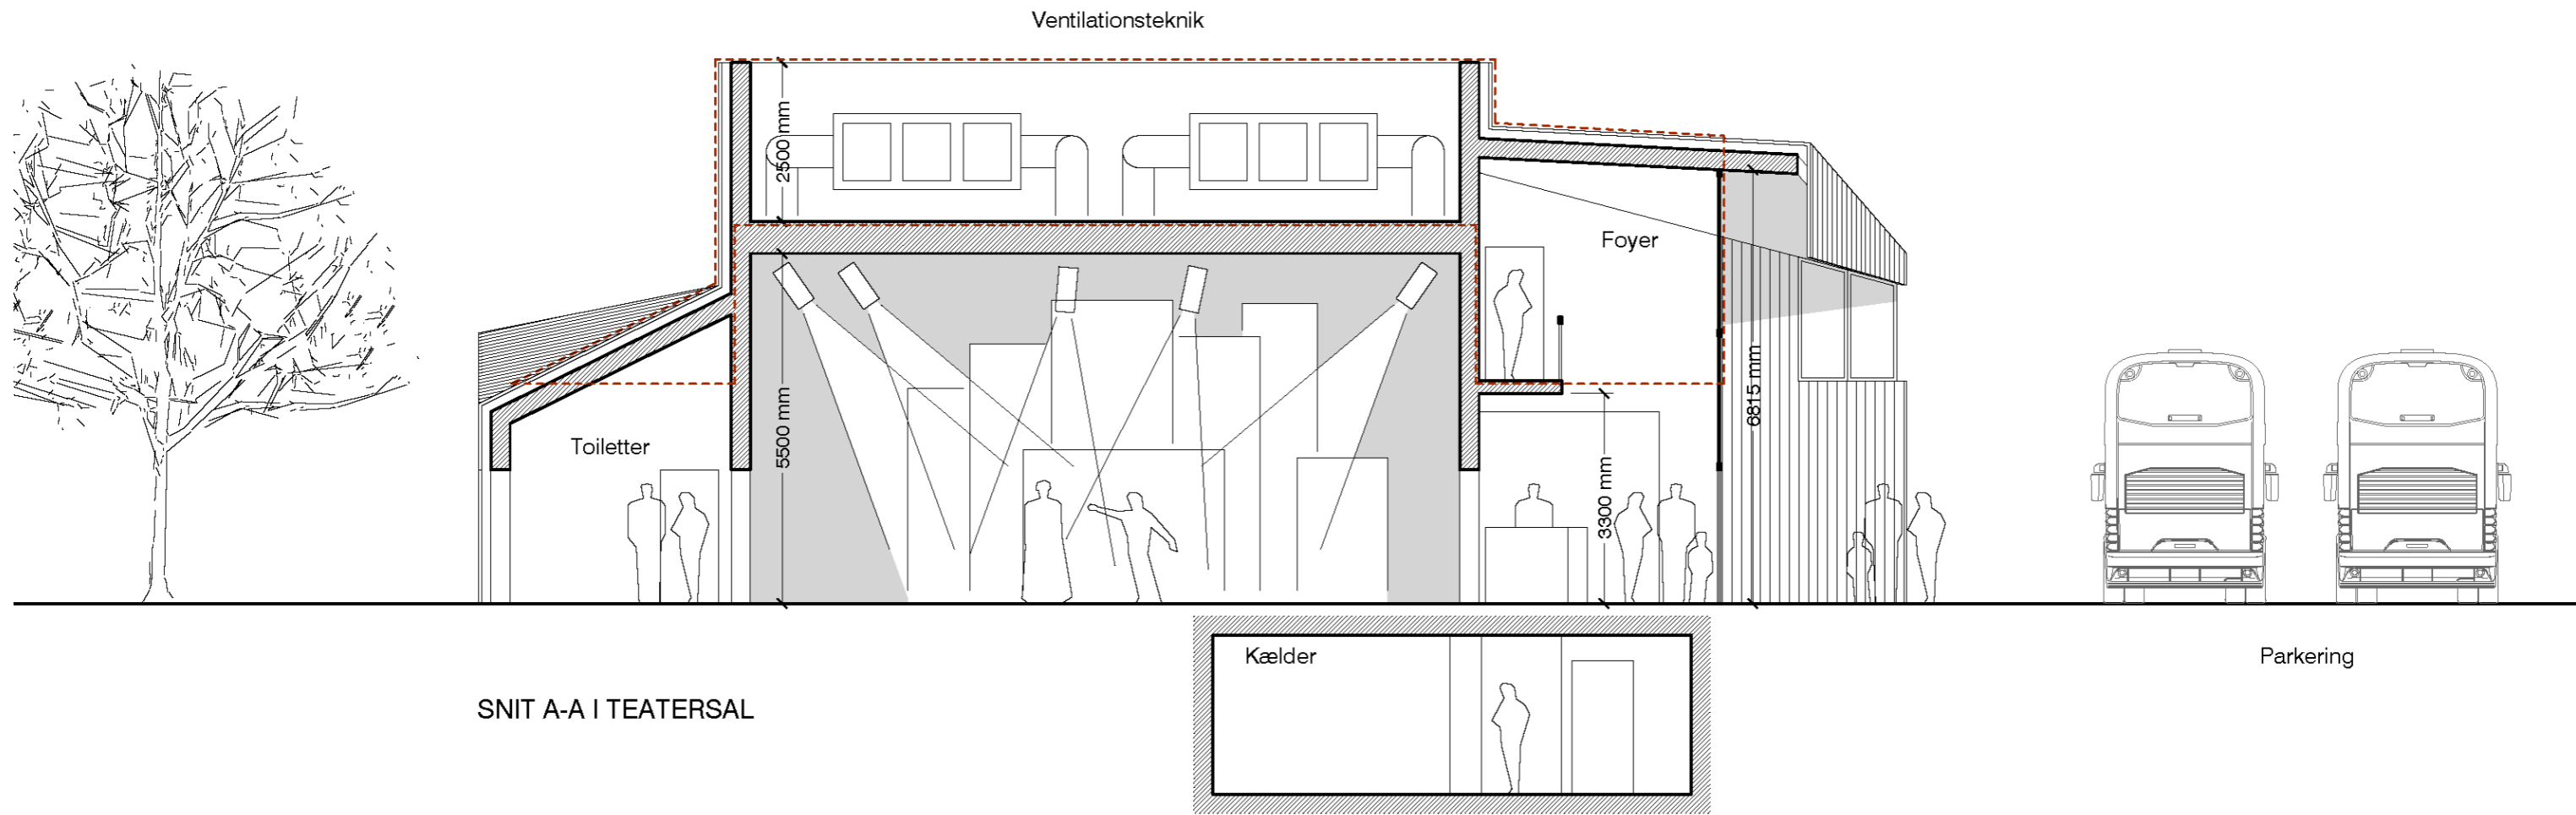 Ventilationsteknik
2500 mm
Foyer
6815 mm
Toiletter
5500 mm
3300 mm
Kælder
Parkering
SNIT A-A I TEATERSAL